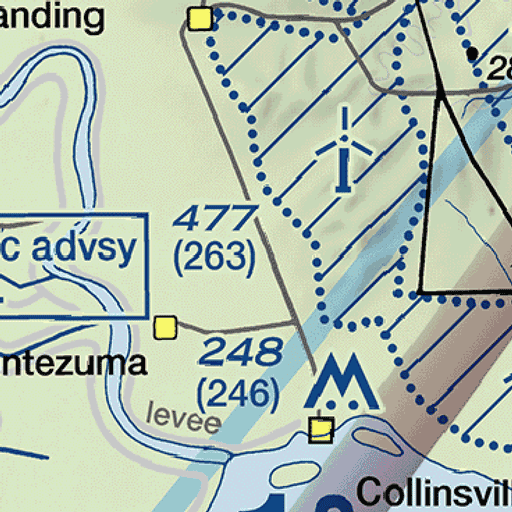 anding
28
477
(263)
c advsy
ntezuma
248
(246)
levee
Collinsvil